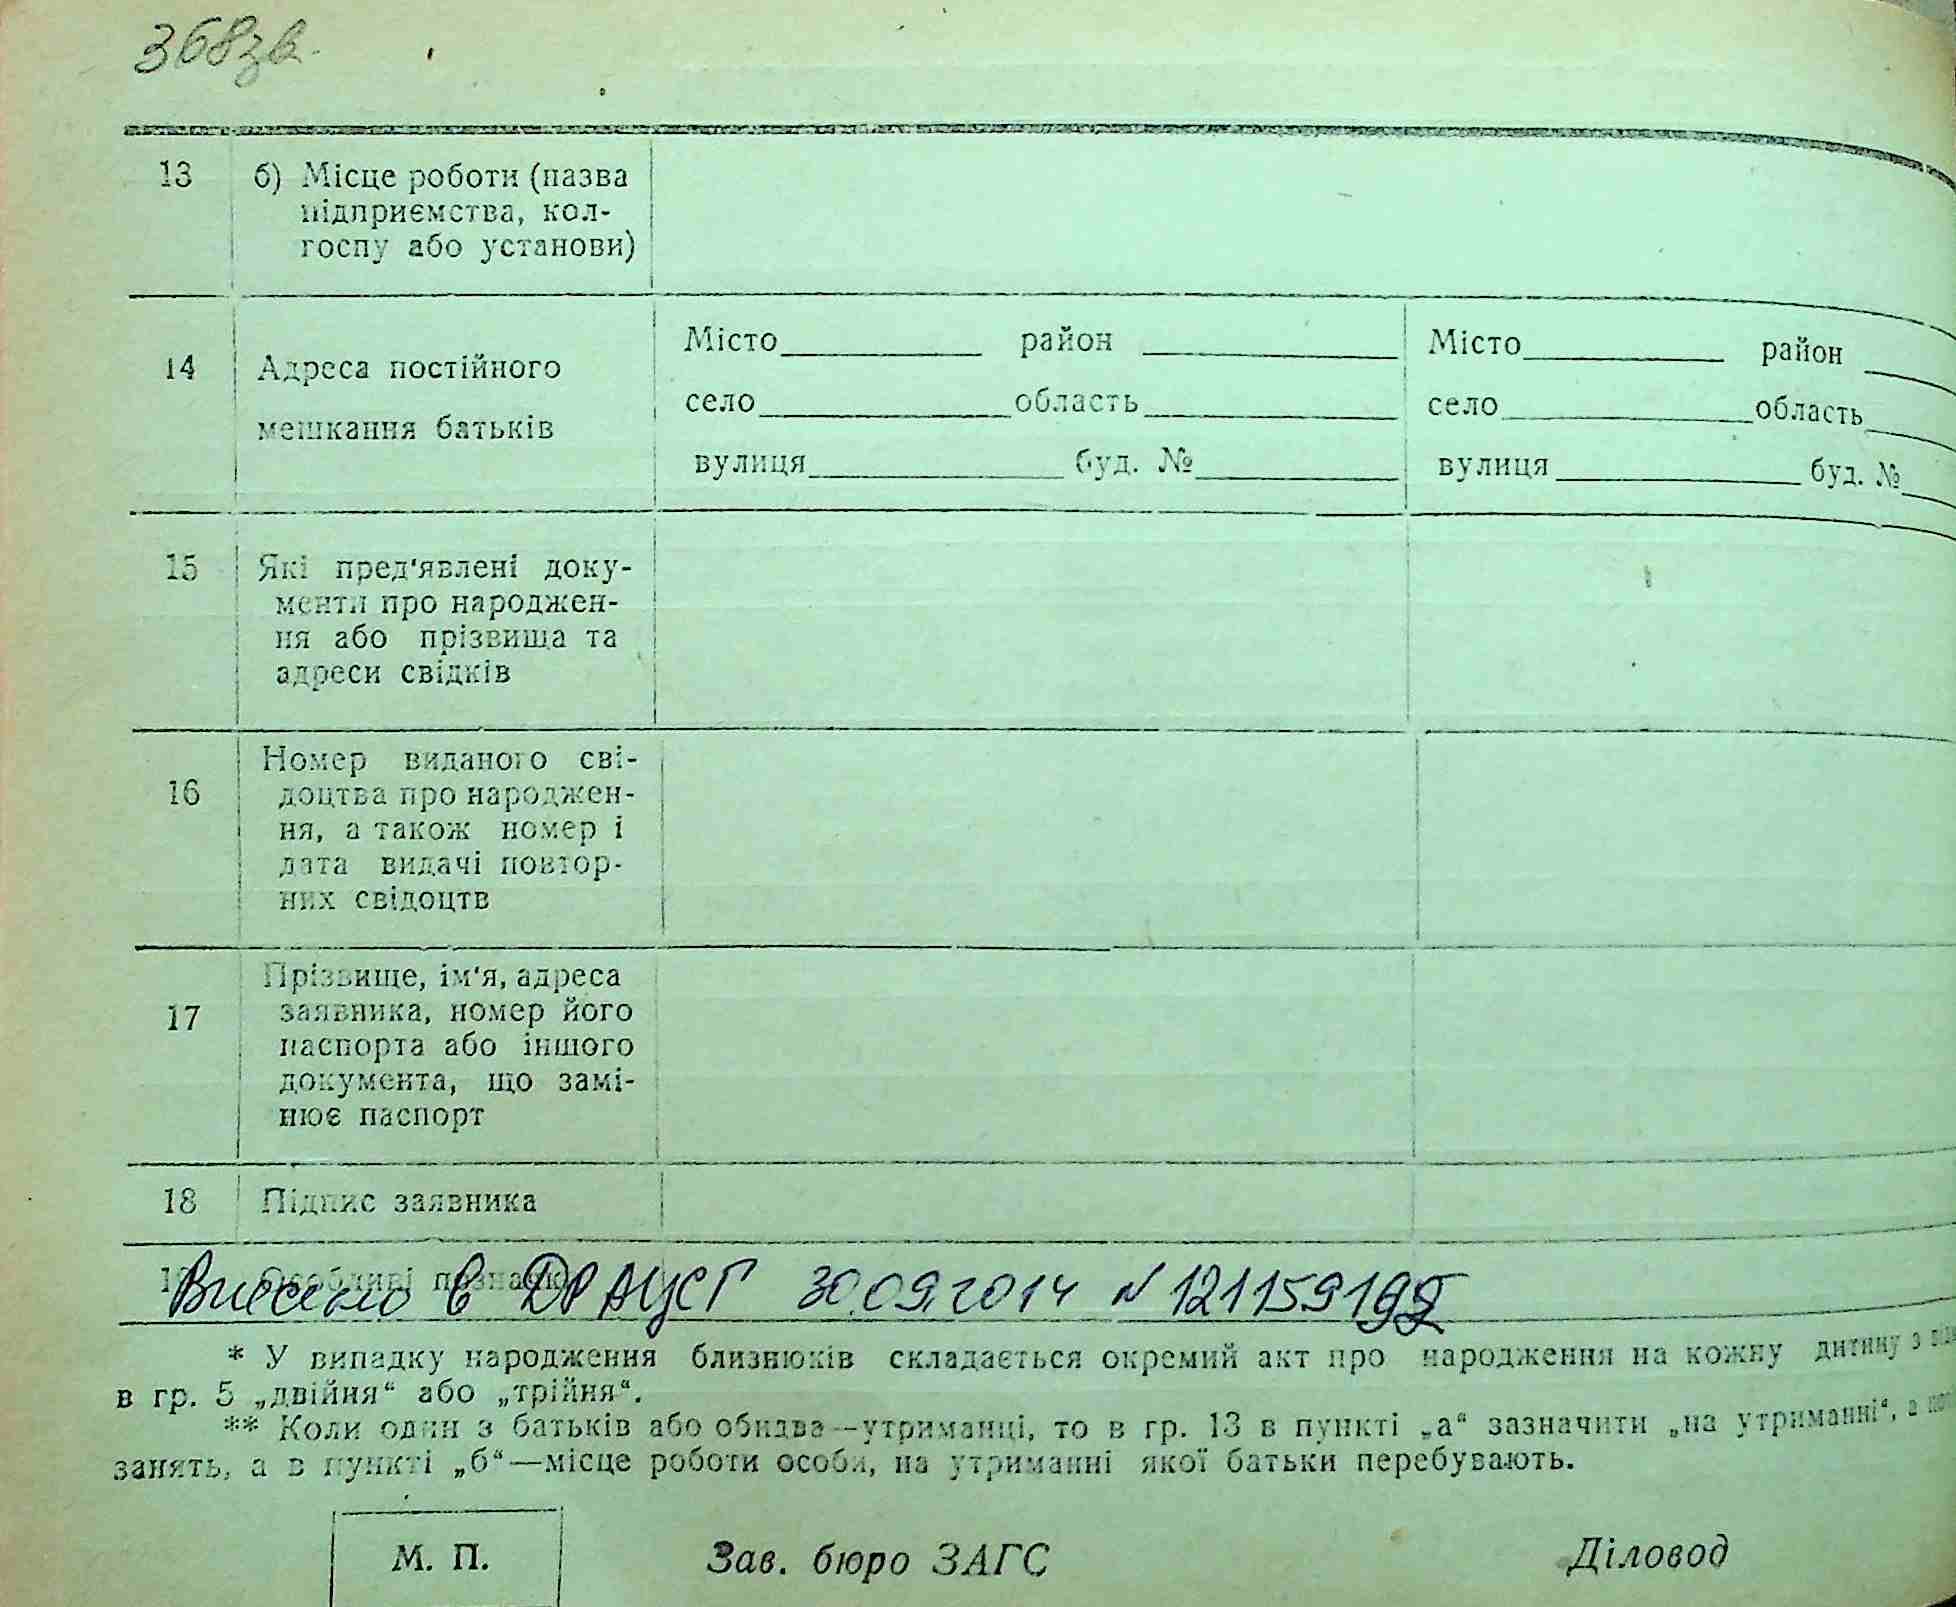 368зв.
13 б) Місце роботи (назва
підприємства, кол-
госпу або установи)
14 Адреса постійного
мешкання батьків
Місто район Місто район
село область село область
вулиця буд. № вулиця буд. №
15 Які пред'явлені доку-
менти про народжен-
ня або прізвища та
адреси свідків
16 Номер виданого сві-
доцтва про народжен-
ня, а також номер і
дата видачі повтор-
них свідоцтв
17 Прізвище, ім'я, адреса
заявника, номер його
паспорта або іншого
документа, що замі-
нює паспорт
18 Підпис заявника
Особливі
Внесено в ДРАЦСГ 30.09.2014 N
* У випадку народження близнюків складається окремий акт про народження на кожну дитину з
в гр. 5 „двійня“ або „трійня“.
** Коли один з батьків або обидва—утриманці, то в гр. 13 в пункті „а“ зазначити „на утриманні“, а
занять, а в пункті „б“—місце роботи особи, на утриманні якої батьки перебувають.
М. П. Зав. бюро ЗАГС Діловод